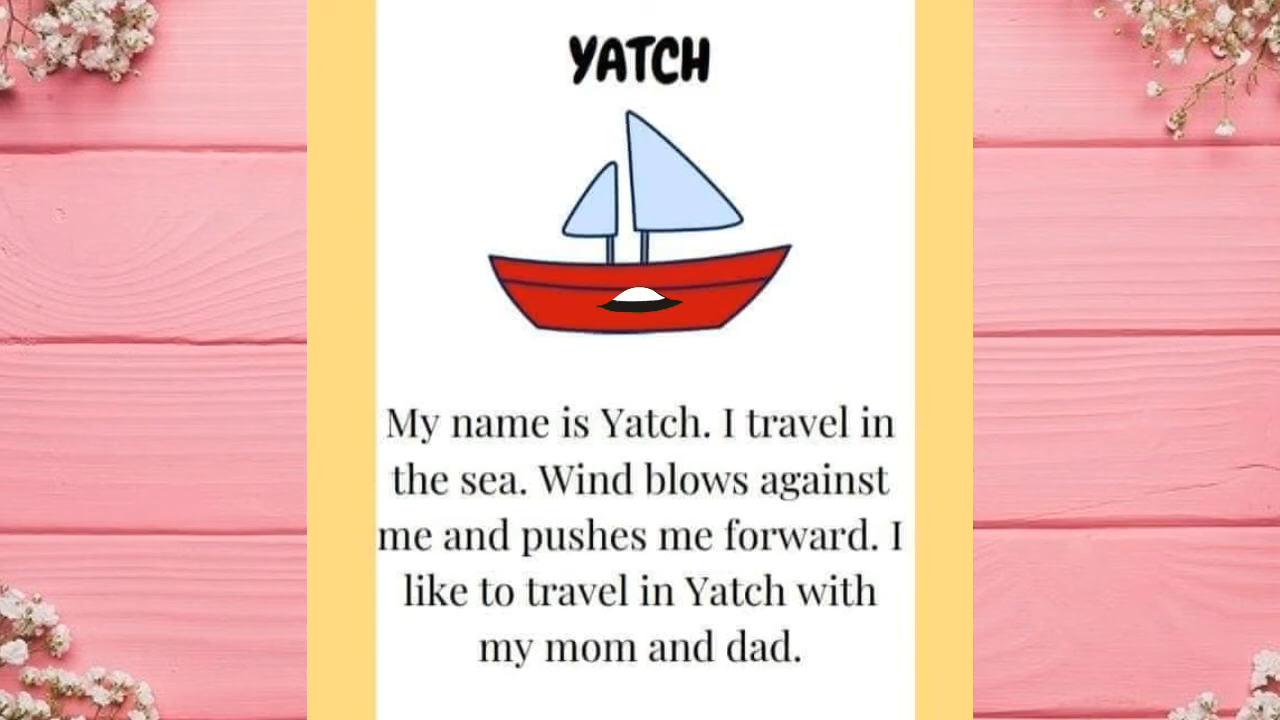 YATCH
My name is Yatch. I travel in
the sea. Wind blows against
me and pushes me forward. I
like to travel in Yatch with
my mom and dad.